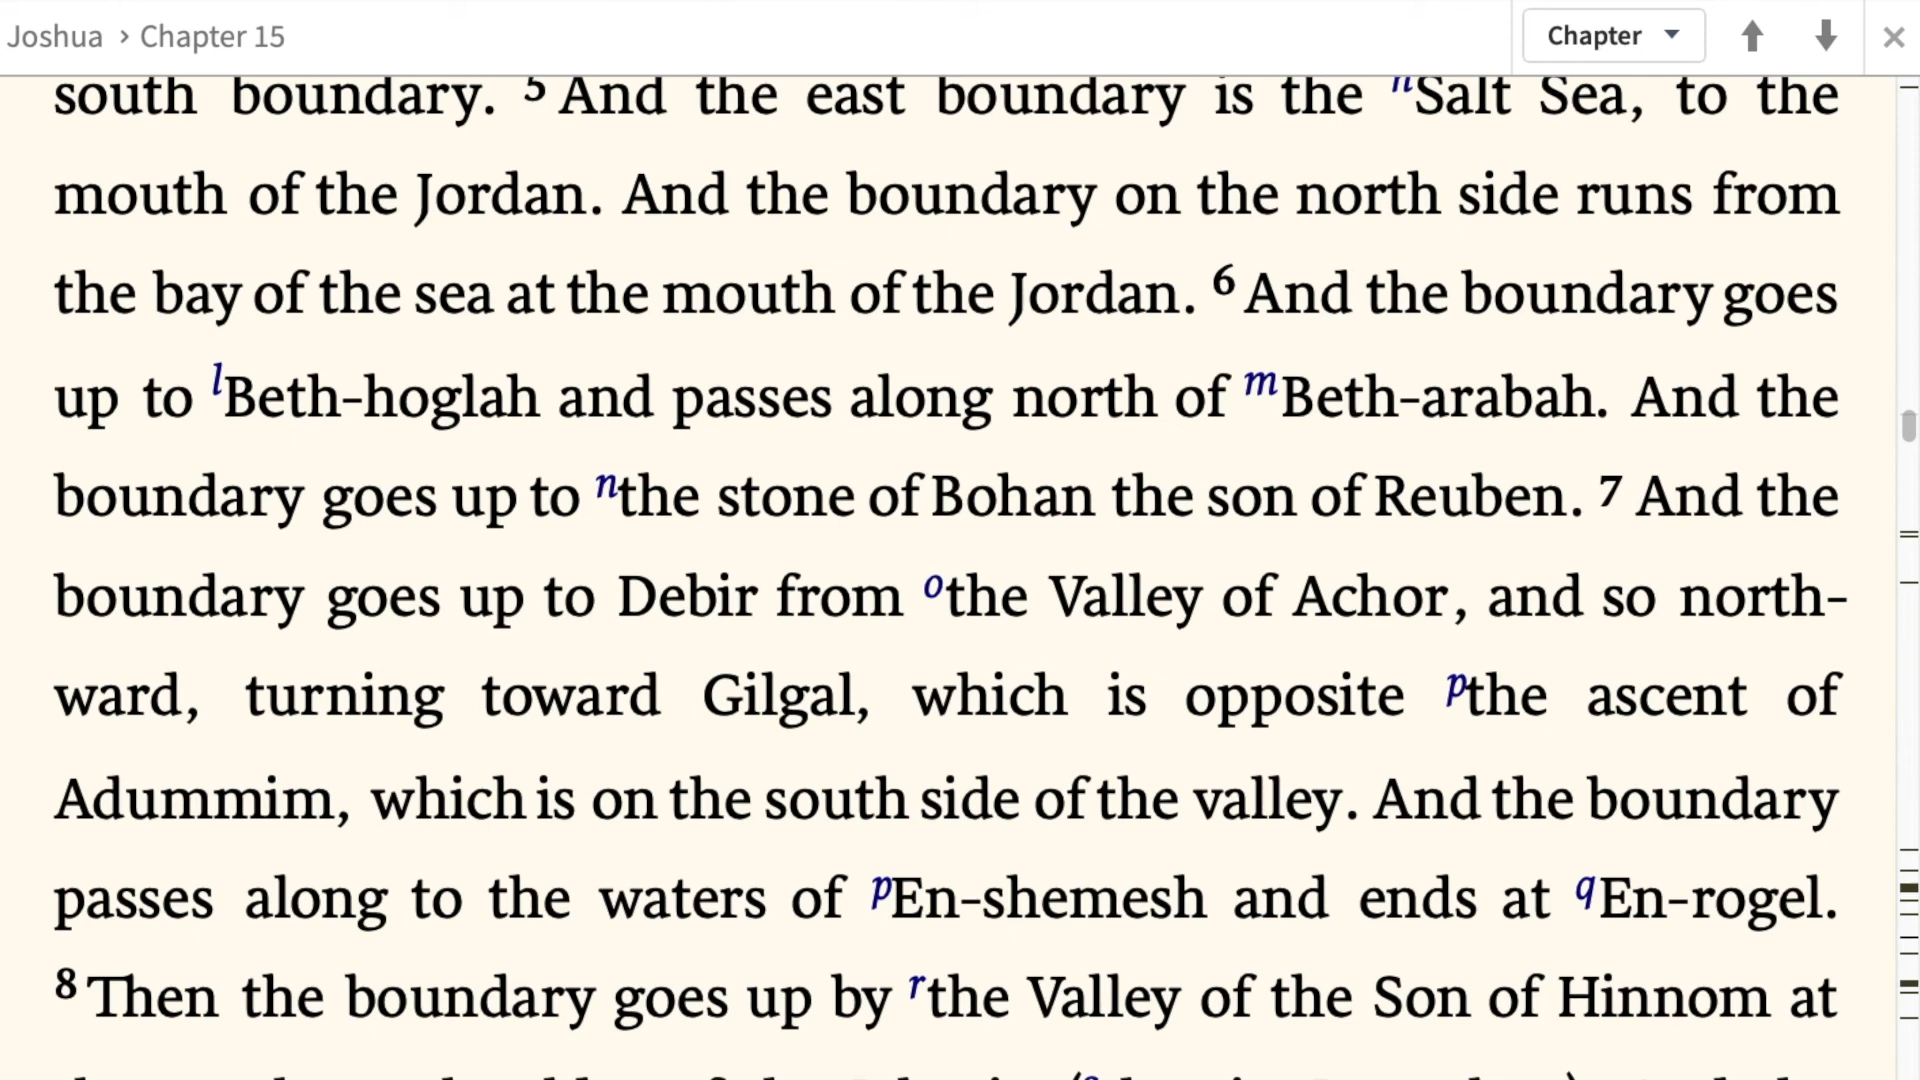 Joshua › Chapter 15
Chapter
south boundary. 5 And the east boundary is the nSalt Sea, to the
mouth of the Jordan. And the boundary on the north side runs from
the bay of the sea at the mouth of the Jordan. 6 And the boundary goes
up to lBeth-hoglah and passes along north of mBeth-arabah. And the
boundary goes up to nthe stone of Bohan the son of Reuben. 7 And the
boundary goes up to Debir from othe Valley of Achor, and so north-
ward, turning toward Gilgal, which is opposite pthe ascent of
Adummim, which is on the south side of the valley. And the boundary
passes along to the waters of pEn-shemesh and ends at qEn-rogel.
8 Then the boundary goes up by rthe Valley of the Son of Hinnom at